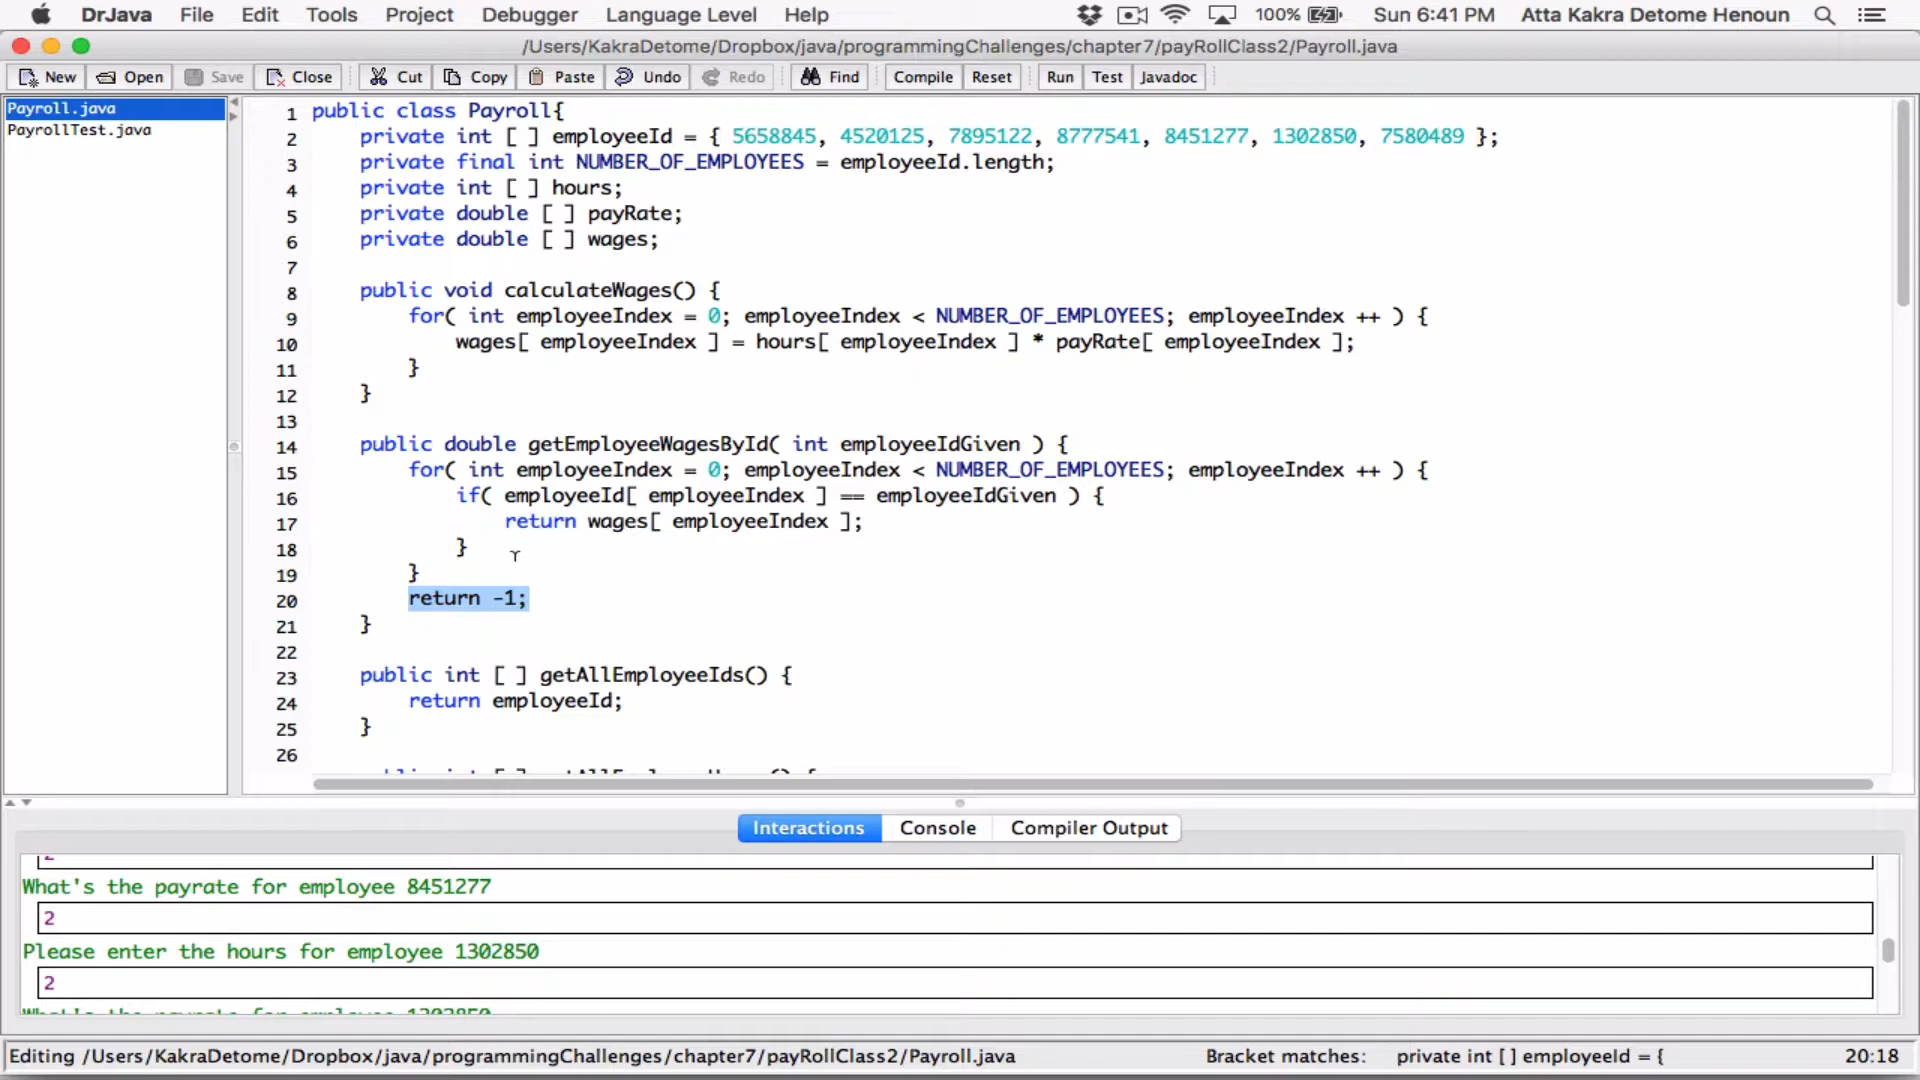 DrJava File Edit Tools Project Debugger Language Level Help 100% Sun 6:41 PM Atta Kakra Detome Henoun
/Users/KakraDetome/Dropbox/java/programmingChallenges/chapter7/payRollClass2/Payroll.java
New Open Save Close Cut Copy Paste Undo Redo Find Compile Reset Run Test Javadoc
Payroll.java
PayrollTest.java
1 public class Payroll{
2 private int [ ] employeeId = { 5658845, 4520125, 7895122, 8777541, 8451277, 1302850, 7580489 };
3 private final int NUMBER_OF_EMPLOYEES = employeeId.length;
4 private int [ ] hours;
5 private double [ ] payRate;
6 private double [ ] wages;
7
8 public void calculateWages() {
9 for( int employeeIndex = 0; employeeIndex < NUMBER_OF_EMPLOYEES; employeeIndex ++ ) {
10 wages[ employeeIndex ] = hours[ employeeIndex ] * payRate[ employeeIndex ];
11 }
12 }
13
14 public double getEmployeeWagesById( int employeeIdGiven ) {
15 for( int employeeIndex = 0; employeeIndex < NUMBER_OF_EMPLOYEES; employeeIndex ++ ) {
16 if( employeeId[ employeeIndex ] == employeeIdGiven ) {
17 return wages[ employeeIndex ];
18 }
19 }
20 return -1;
21 }
22
23 public int [ ] getAllEmployeeIds() {
24 return employeeId;
25 }
26
Interactions Console Compiler Output
What's the payrate for employee 8451277
2
Please enter the hours for employee 1302850
2
What's the payrate for employee 1302850
Editing /Users/KakraDetome/Dropbox/java/programmingChallenges/chapter7/payRollClass2/Payroll.java Bracket matches: private int [ ] employeeId = { 20:18